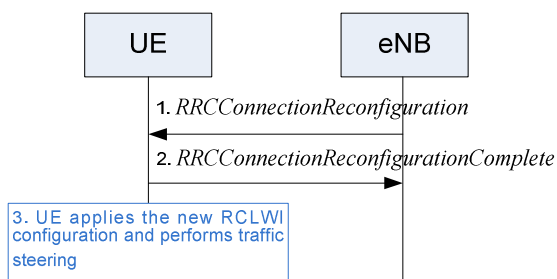 UE
eNB
1. RRCConnectionReconfiguration
2. RRCConnectionReconfigurationComplete
3. UE applies the new RCLWI
configuration and performs traffic
steering